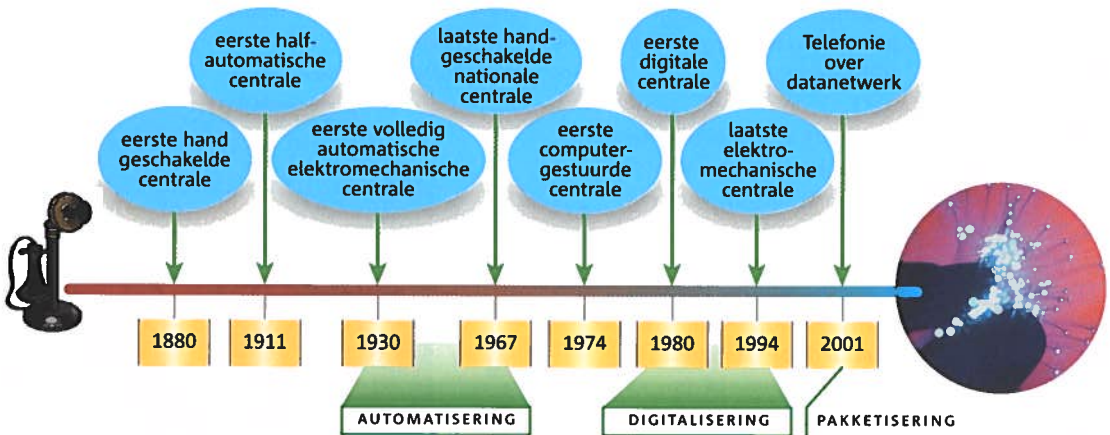 eerste half-
automatische
centrale
laatste hand-
geschakelde
nationale
centrale
eerste
digitale
centrale
Telefonie
over
datanetwerk
eerste hand
geschakelde
centrale
eerste volledig
automatische
elektromechanische
centrale
eerste
computer-
gestuurde
centrale
laatste
elektro-
mechanische
centrale
1880
1911
1930
1967
1974
1980
1994
2001
AUTOMATISERING
DIGITALISERING
PAKKETISERING